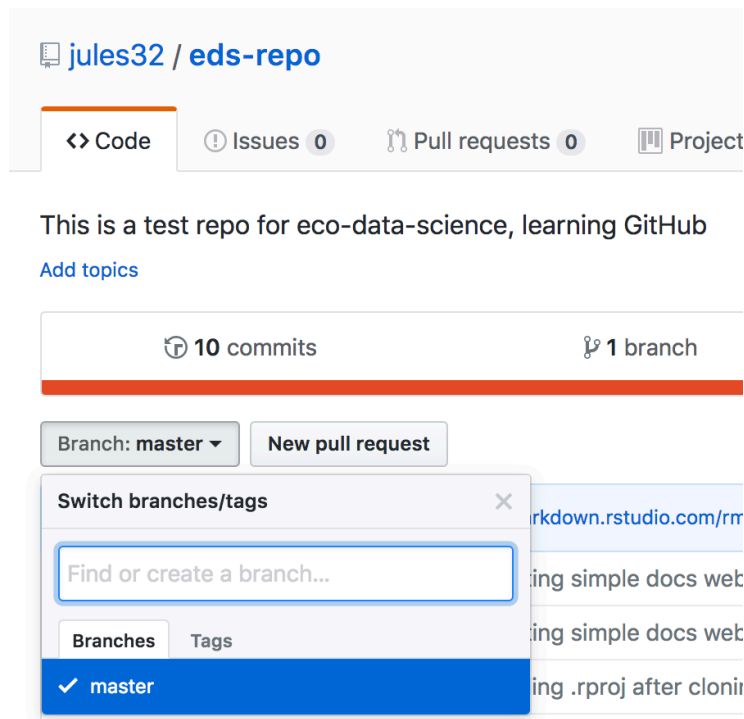 jules32 / eds-repo
Code Issues 0 Pull requests 0 Project
This is a test repo for eco-data-science, learning GitHub
Add topics
10 commits 1 branch
Branch: master New pull request
Switch branches/tags
rkdown.rstudio.com/rm
Find or create a branch...
ing simple docs web
Branches Tags
ing simple docs web
master
ing .rproj after clonin